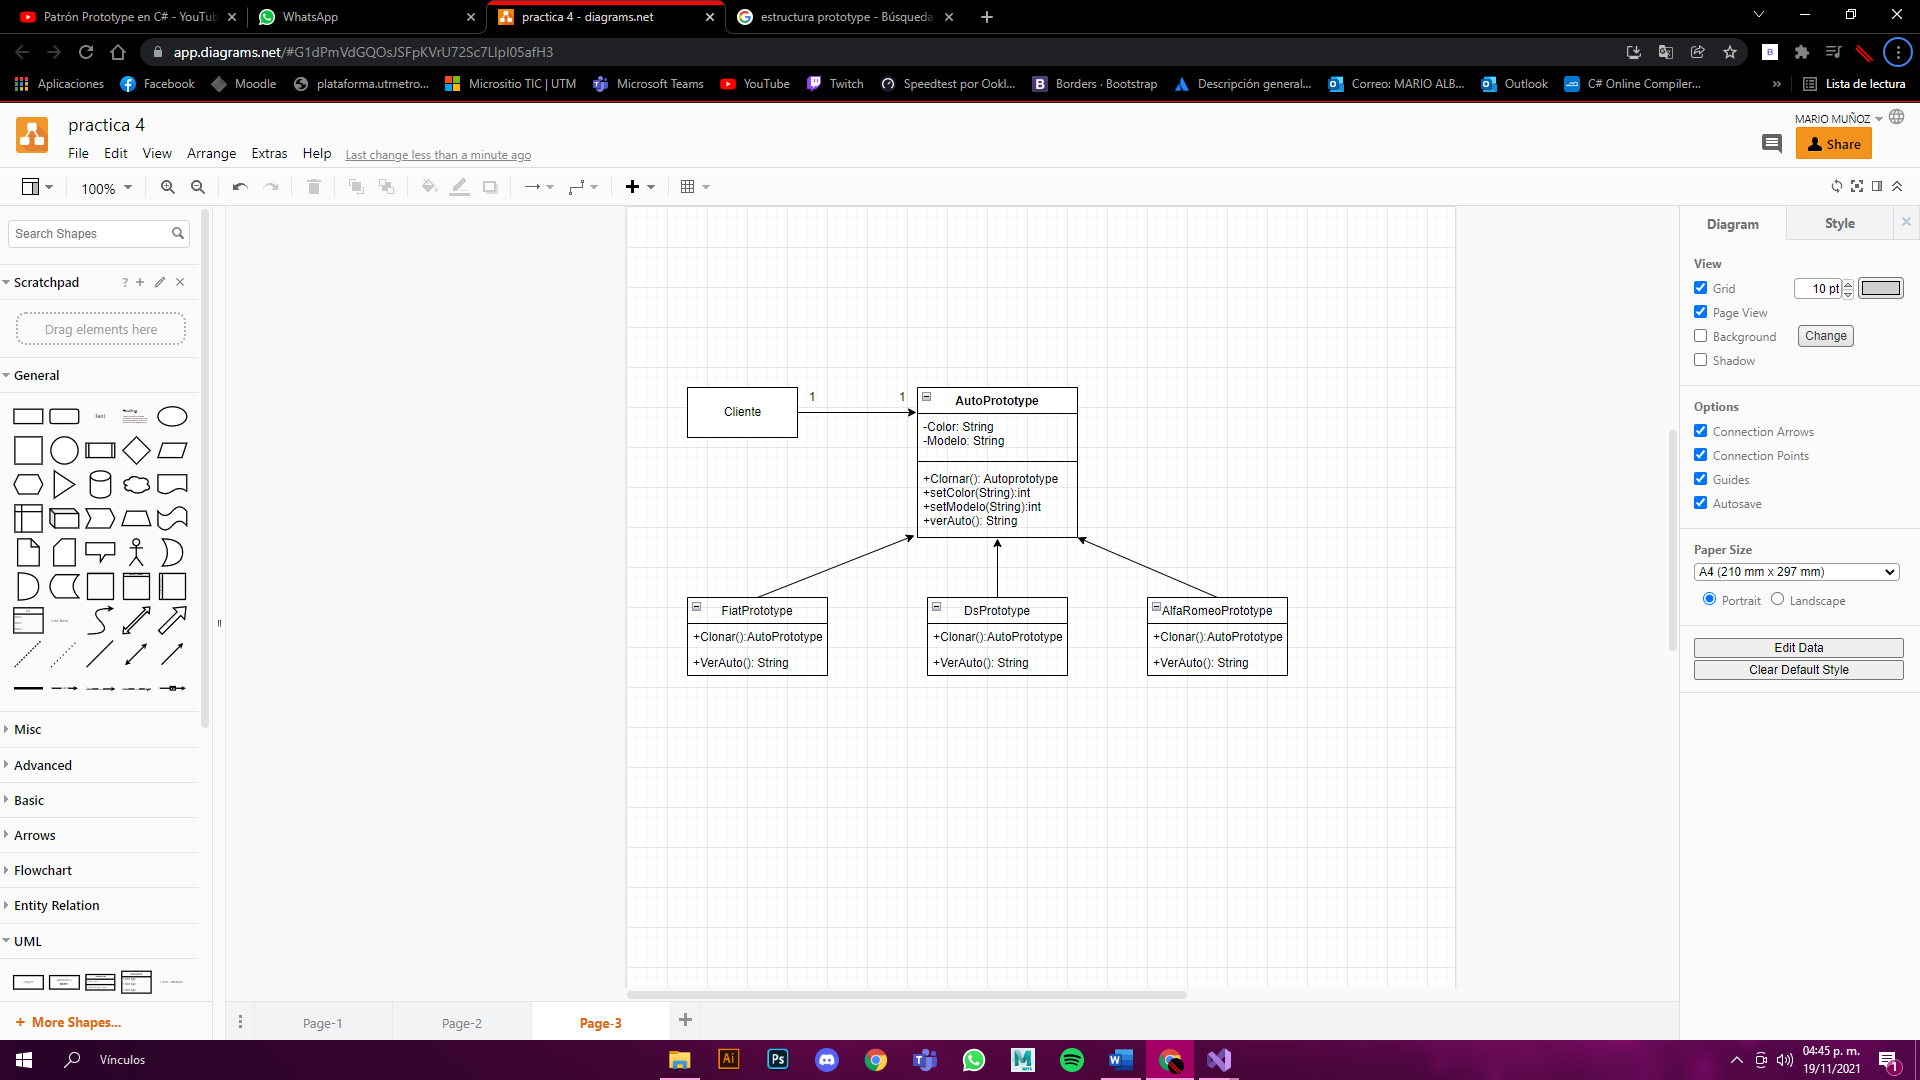 Patrón Prototype en C# - YouTub
WhatsApp
practica 4 - diagrams.net
estructura prototype - Búsqueda
app.diagrams.net/#G1dPmVdGQOsJSFpKVrU72Sc7LIpI05afH3
Aplicaciones
Facebook
Moodle
plataforma.utmetro...
Micrositio TIC | UTM
Microsoft Teams
YouTube
Twitch
Speedtest por Ookl...
Borders · Bootstrap
Descripción general...
Correo: MARIO ALB...
Outlook
C# Online Compiler...
»
Lista de lectura
practica 4
MARIO MUÑOZ
File Edit View Arrange Extras Help Last change less than a minute ago
Share
100%
Search Shapes
Scratchpad
?
Drag elements here
General
Text
Heading
List Item
Misc
Advanced
Basic
Arrows
Flowchart
Entity Relation
UML
+ More Shapes...
Cliente
1
1
AutoPrototype
-Color: String
-Modelo: String
+Clornar(): Autoprototype
+setColor(String):int
+setModelo(String):int
+verAuto(): String
FiatPrototype
+Clonar():AutoPrototype
+VerAuto(): String
DsPrototype
+Clonar():AutoPrototype
+VerAuto(): String
AlfaRomeoPrototype
+Clonar():AutoPrototype
+VerAuto(): String
Diagram
Style
View
Grid
10 pt
Page View
Background
Change
Shadow
Options
Connection Arrows
Connection Points
Guides
Autosave
Paper Size
A4 (210 mm x 297 mm)
Portrait
Landscape
Edit Data
Clear Default Style
Page-1
Page-2
Page-3
Vínculos
Ai
Ps
04:45 p. m.
19/11/2021
1